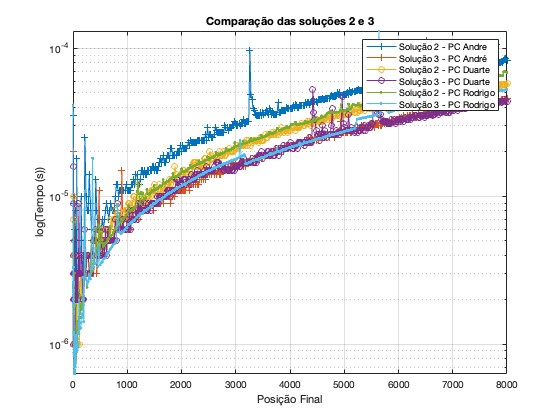 Comparação das soluções 2 e 3
10^-4
10^-5
10^-6
log(Tempo (s))
Solução 2 - PC Andre
Solução 3 - PC André
Solução 2 - PC Duarte
Solução 3 - PC Duarte
Solução 2 - PC Rodrigo
Solução 3 - PC Rodrigo
0 1000 2000 3000 4000 5000 6000 7000 8000
Posição Final